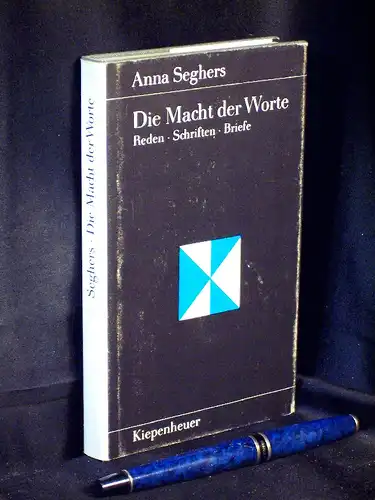 Anna Seghers
Die Macht der Worte
Reden · Schriften · Briefe
Kiepenheuer
Seghers · Die Macht der Worte